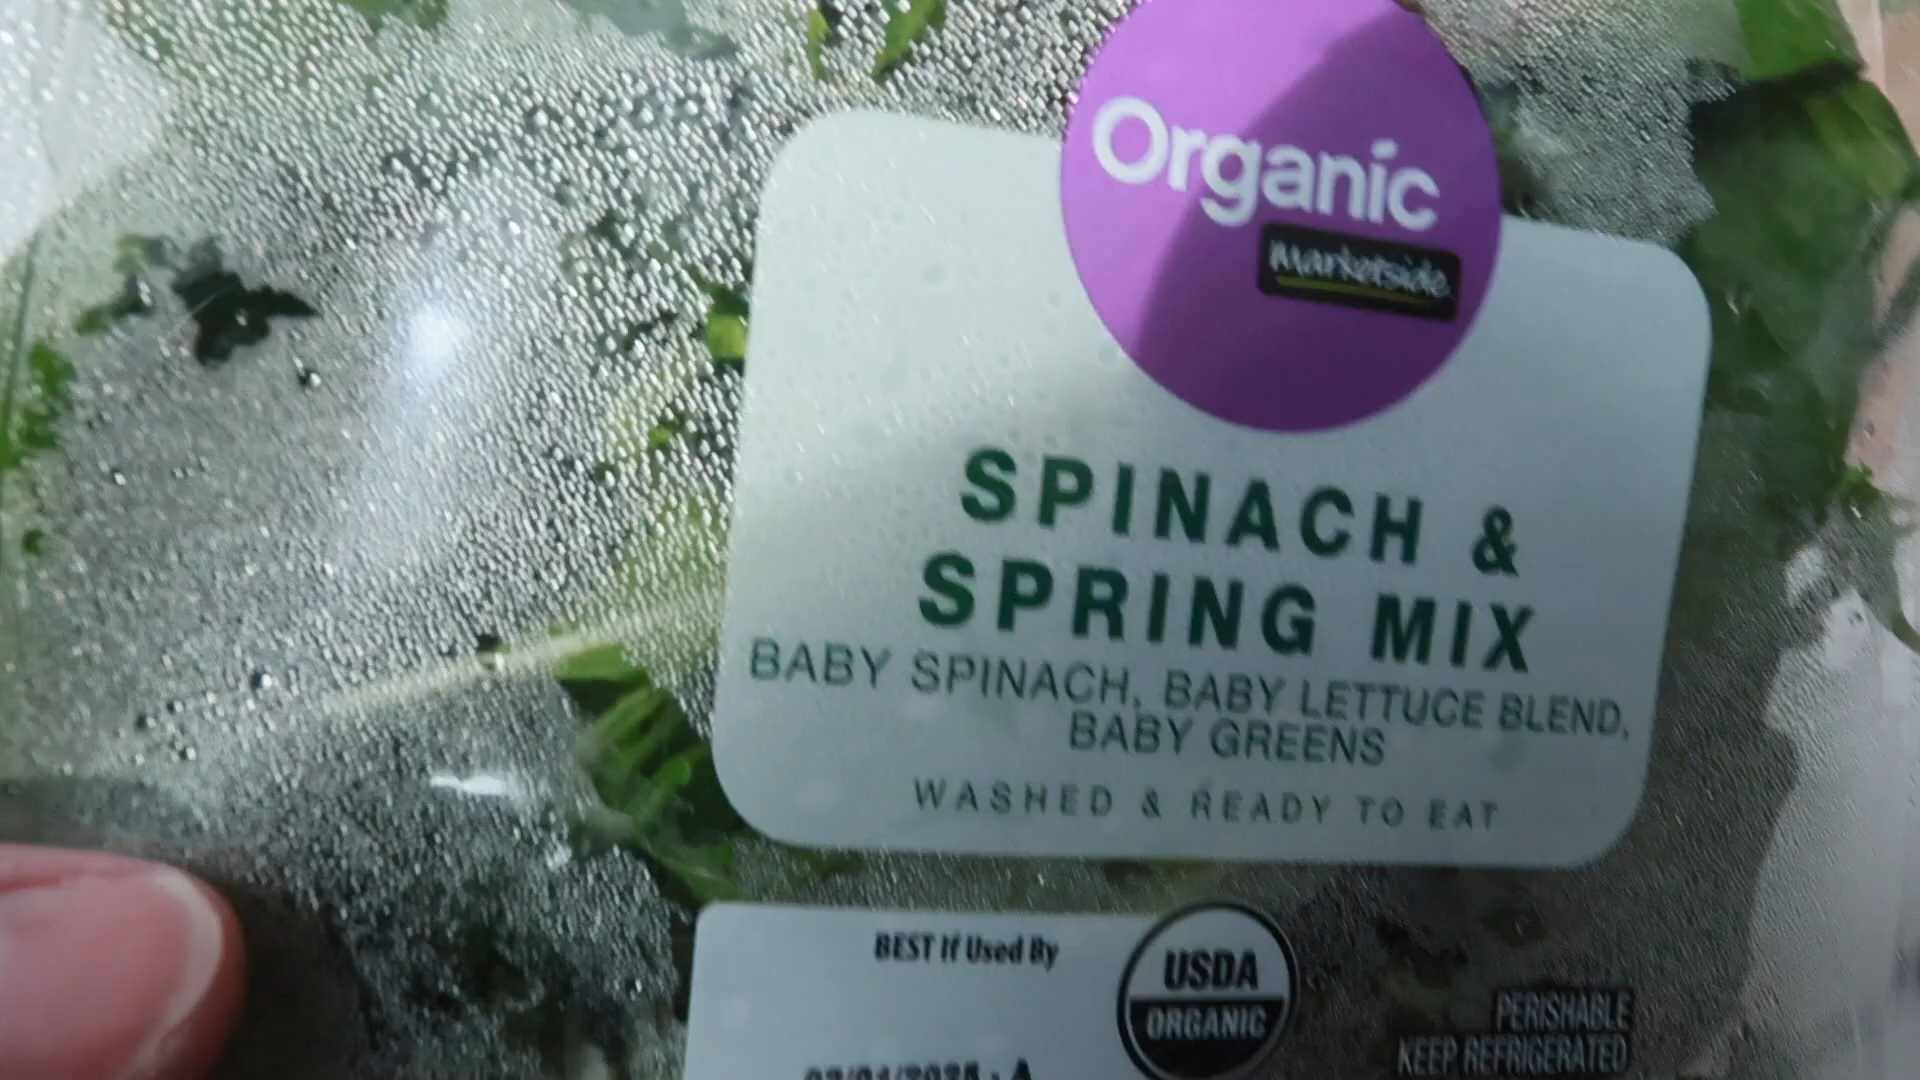 Organic
Marketside
SPINACH &
SPRING MIX
BABY SPINACH, BABY LETTUCE BLEND,
BABY GREENS
WASHED & READY TO EAT
BEST If Used By
USDA
ORGANIC
PERISHABLE
KEEP REFRIGERATED